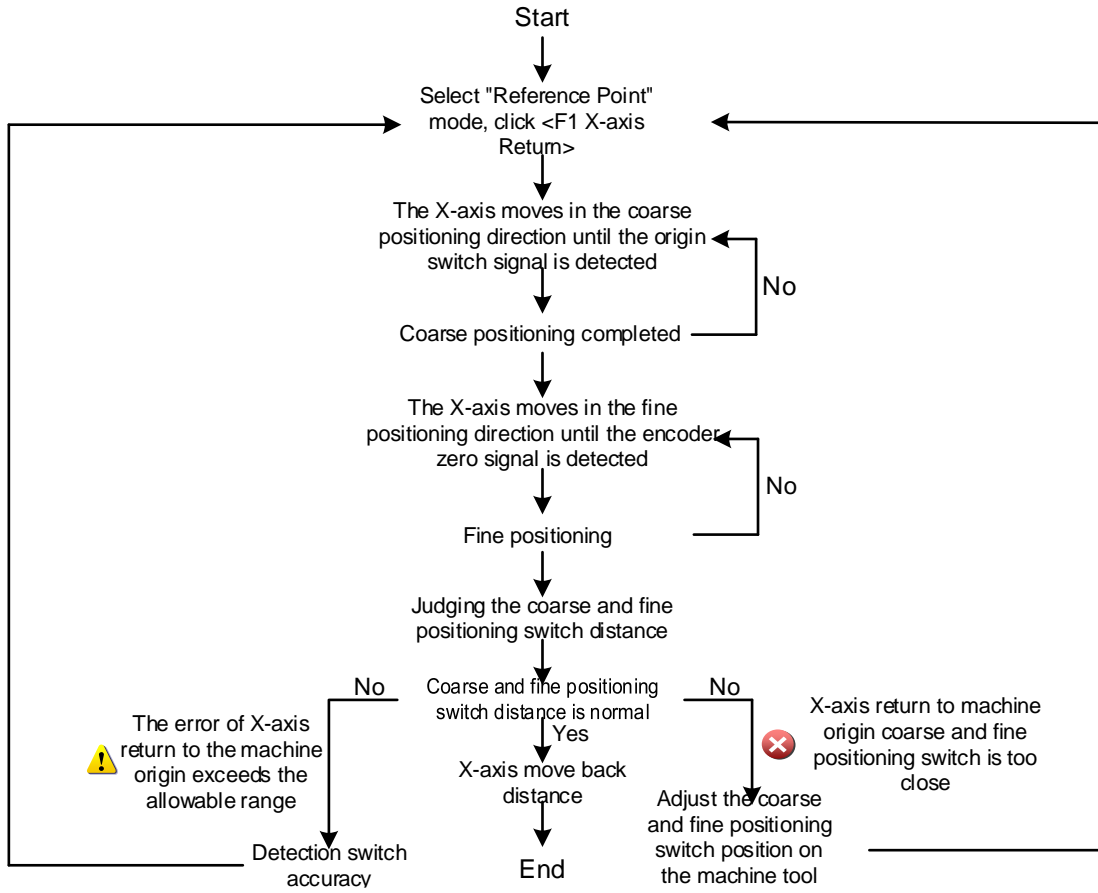 Start
Select "Reference Point"
mode, click <F1 X-axis
Return>
The X-axis moves in the coarse
positioning direction until the origin
switch signal is detected
No
Coarse positioning completed
The X-axis moves in the fine
positioning direction until the encoder
zero signal is detected
No
Fine positioning
Judging the coarse and fine
positioning switch distance
No
Coarse and fine positioning
switch distance is normal
No
Yes
The error of X-axis
return to the machine
origin exceeds the
allowable range
X-axis move back
distance
X-axis return to machine
origin coarse and fine
positioning switch is too
close
Adjust the coarse
and fine positioning
switch position on
the machine tool
Detection switch
accuracy
End